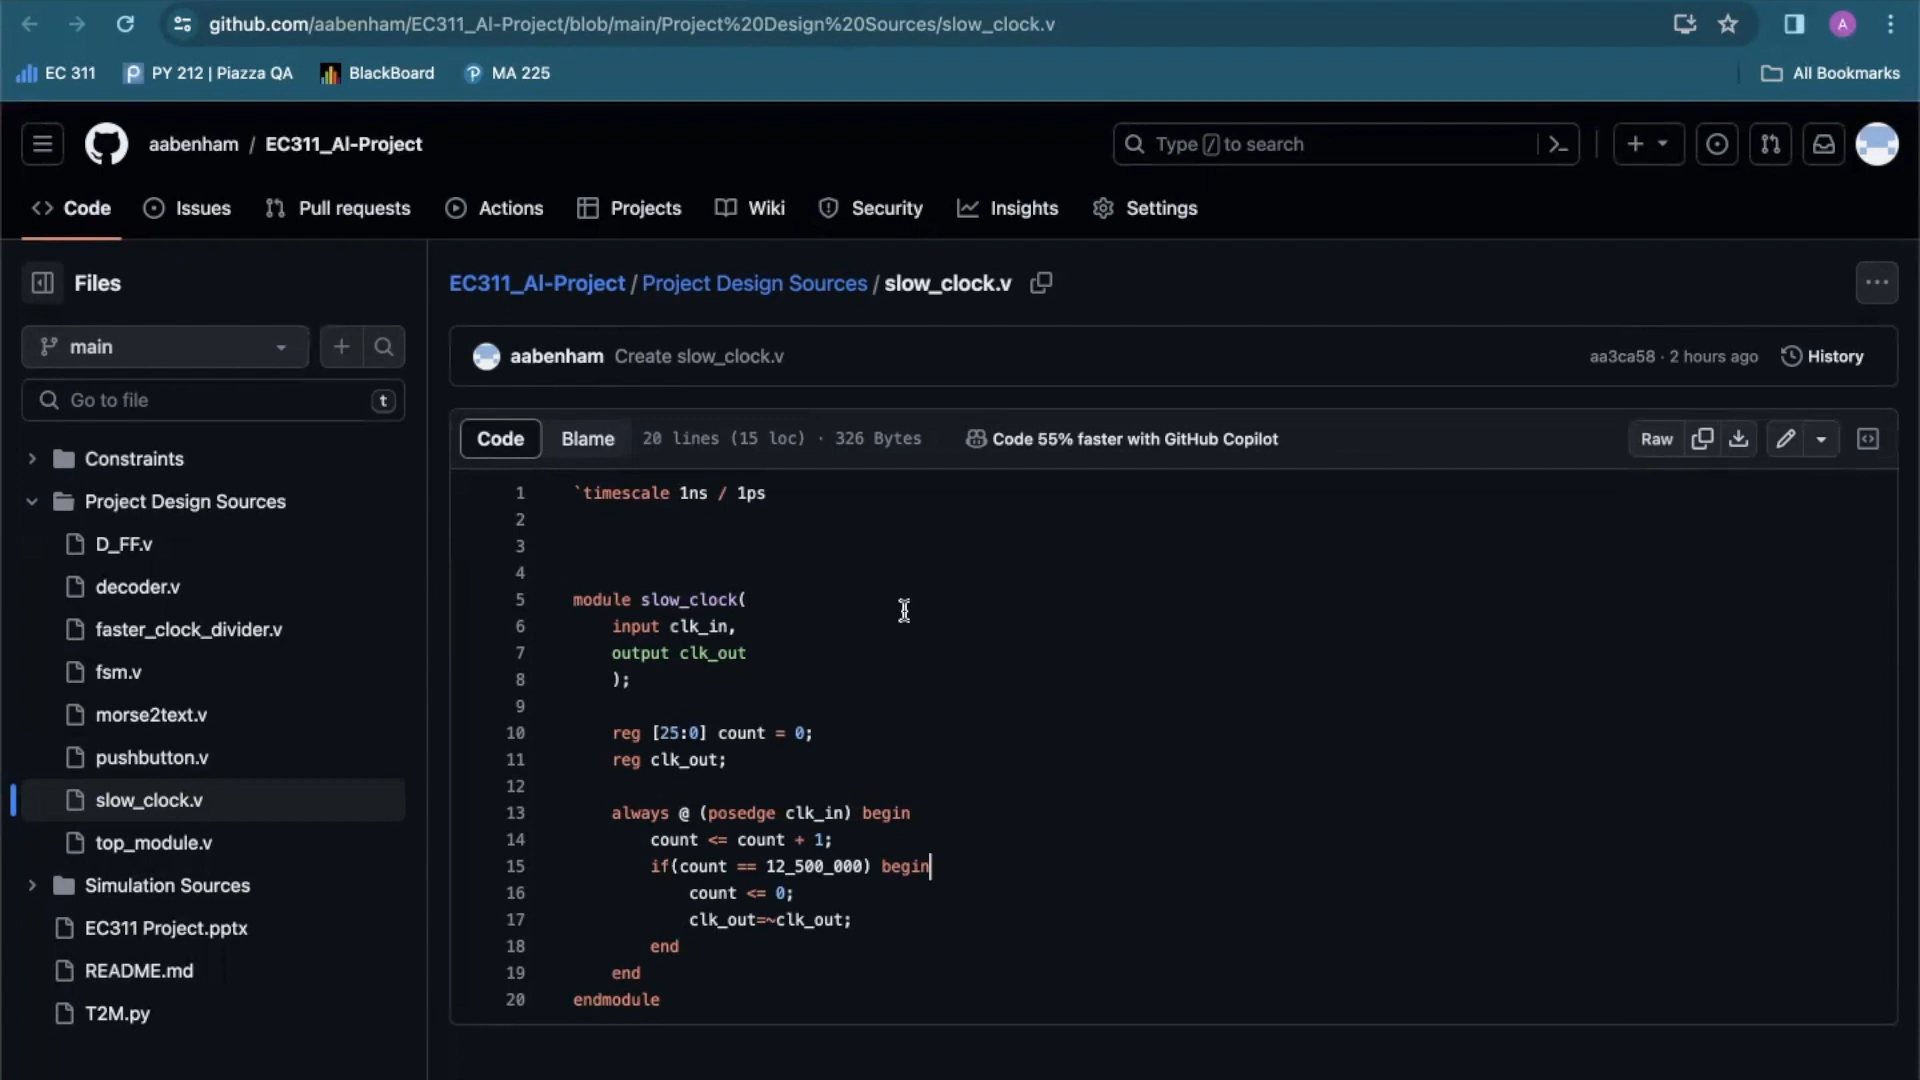 github.com/aabenham/EC311_AI-Project/blob/main/Project%20Design%20Sources/slow_clock.v
A
EC 311
PY 212 | Piazza QA
BlackBoard
MA 225
All Bookmarks
aabenham / EC311_AI-Project
Type / to search
Code
Issues
Pull requests
Actions
Projects
Wiki
Security
Insights
Settings
Files
main
Go to file
t
Constraints
Project Design Sources
D_FF.v
decoder.v
faster_clock_divider.v
fsm.v
morse2text.v
pushbutton.v
slow_clock.v
top_module.v
Simulation Sources
EC311 Project.pptx
README.md
T2M.py
EC311_AI-Project / Project Design Sources / slow_clock.v
aabenham Create slow_clock.v
aa3ca58 · 2 hours ago
History
Code
Blame
20 lines (15 loc) · 326 Bytes
Code 55% faster with GitHub Copilot
Raw
1 `timescale 1ns / 1ps
2
3
4
5 module slow_clock(
6 input clk_in,
7 output clk_out
8 );
9
10 reg [25:0] count = 0;
11 reg clk_out;
12
13 always @ (posedge clk_in) begin
14 count <= count + 1;
15 if(count == 12_500_000) begin
16 count <= 0;
17 clk_out=~clk_out;
18 end
19 end
20 endmodule